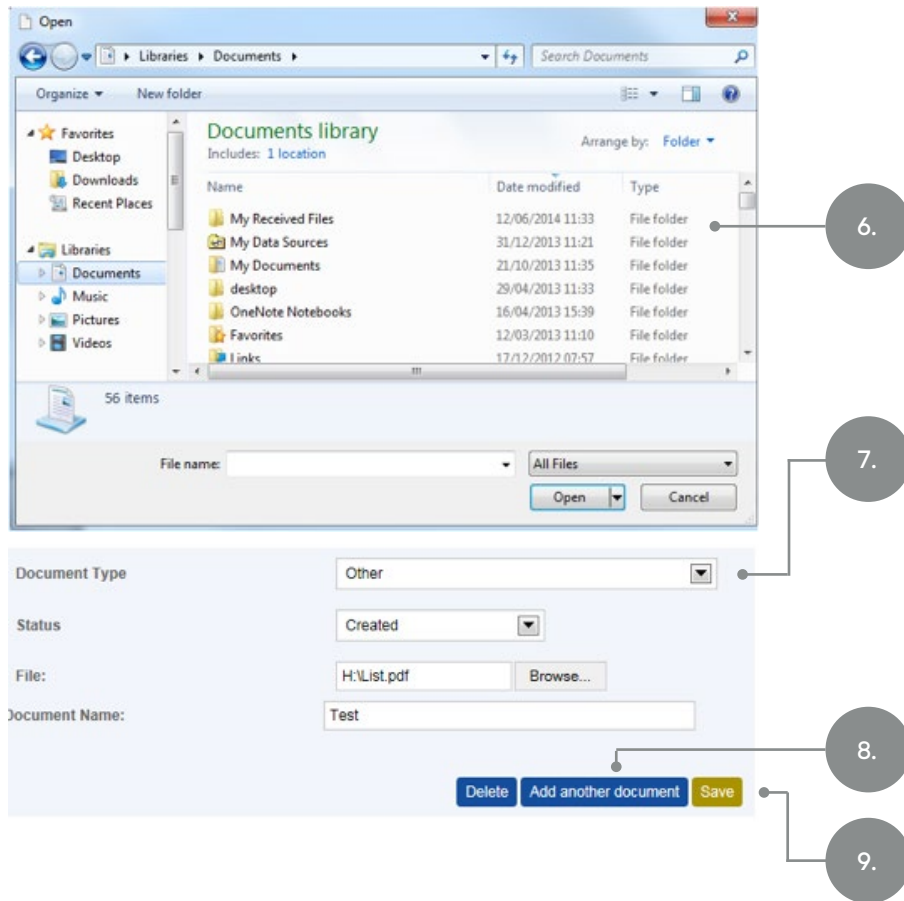 Open
Libraries Documents Search Documents
Organize New folder
Favorites
Desktop
Downloads
Recent Places
Libraries
Documents
Music
Pictures
Videos
Documents library
Includes: 1 location
Arrange by: Folder
Name Date modified Type
My Received Files 12/06/2014 11:33 File folder
My Data Sources 31/12/2013 11:21 File folder
My Documents 21/10/2013 11:35 File folder
desktop 29/04/2013 11:33 File folder
OneNote Notebooks 16/04/2013 15:39 File folder
Favorites 12/03/2013 11:10 File folder
Links 17/12/2012 07:57 File folder
6.
56 items
File name: All Files
Open Cancel
7.
Document Type Other
Status Created
File: H:\List.pdf Browse...
Document Name: Test
8.
Delete Add another document Save
9.